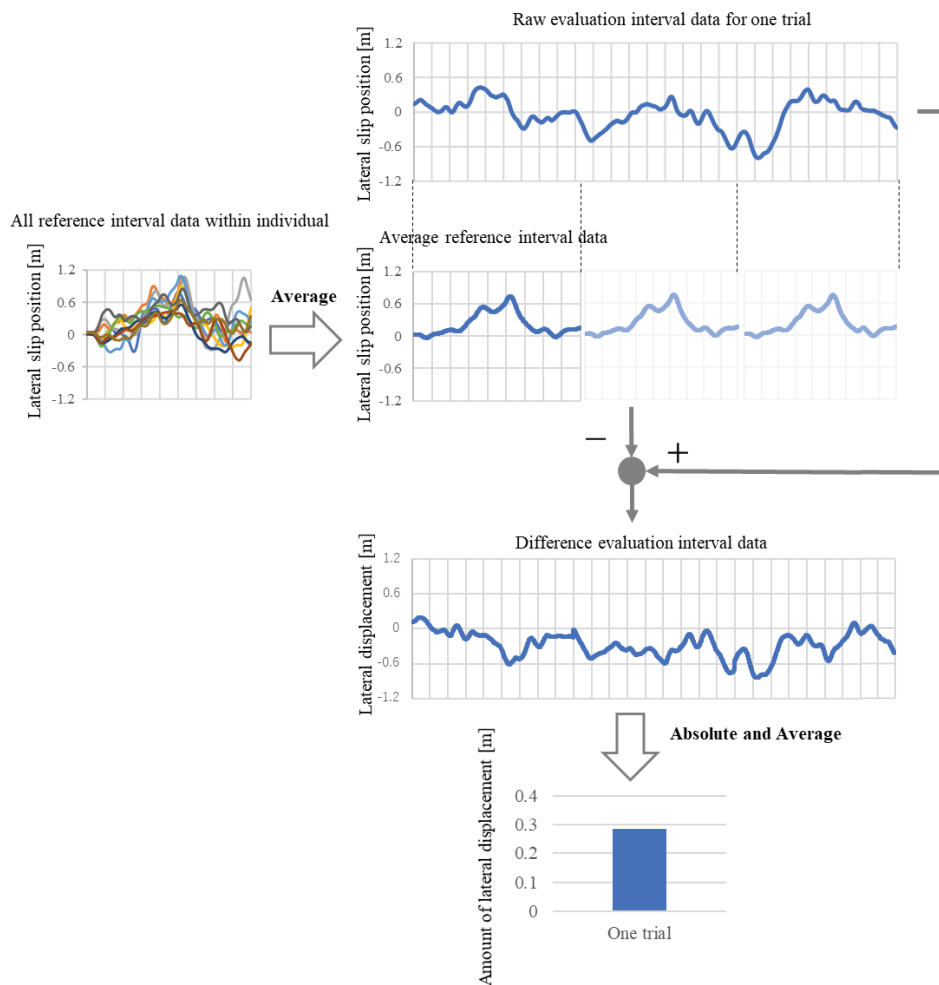 Raw evaluation interval data for one trial
Lateral slip position [m]
1.2
0.6
0
-0.6
-1.2
All reference interval data within individual
Lateral slip position [m]
1.2
0.6
0
-0.6
-1.2
Average
Average reference interval data
Lateral slip position [m]
1.2
0.6
0
-0.6
-1.2
−
+
Difference evaluation interval data
Lateral displacement [m]
1.2
0.6
0
-0.6
-1.2
Absolute and Average
Amount of lateral displacement [m]
0.4
0.3
0.2
0.1
0
One trial